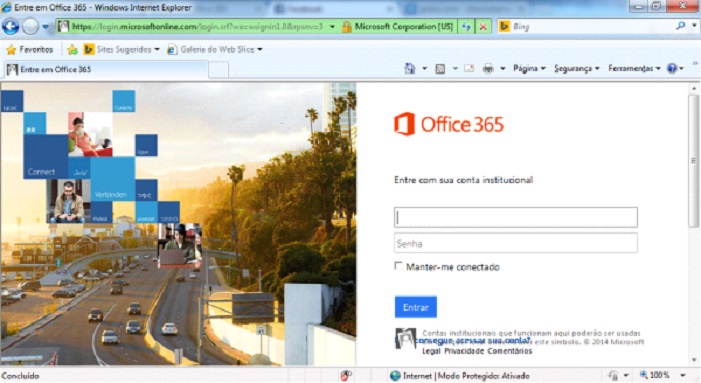 Entre em Office 365 - Windows Internet Explorer
https://login.microsoftonline.com/login.srf?wa=wsignin1.0&rpsnv=3
Microsoft Corporation [US]
Bing
Favoritos
Sites Sugeridos
Galeria do Web Slice
Entre em Office 365
Página
Segurança
Ferramentas
Office 365
Entre com sua conta institucional
Connect
Verbinden
Senha
Manter-me conectado
Entrar
Contas institucionais que funcionam aqui poderão ser usadas
consegue acessar sua conta?
este símbolo. © 2014 Microsoft
Legal Privacidade Comentários
Concluído
Internet | Modo Protegido: Ativado
100%